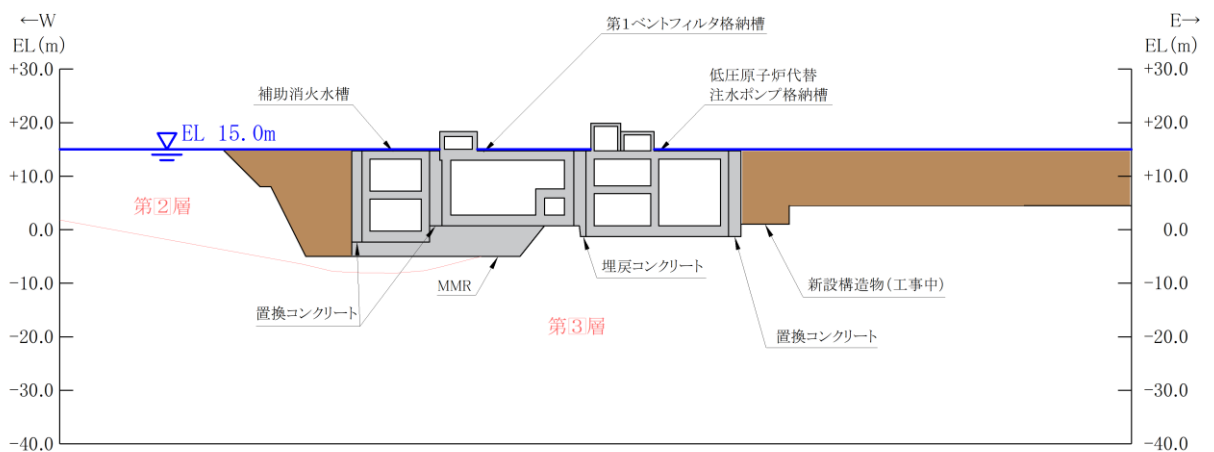 ←W
EL(m)
E→
EL(m)
第1ベントフィルタ格納槽
低圧原子炉代替
注水ポンプ格納槽
補助消火水槽
EL 15.0m
+30.0
+20.0
+10.0
0.0
−10.0
−20.0
−30.0
−40.0
+30.0
+20.0
+10.0
0.0
−10.0
−20.0
−30.0
−40.0
第②層
第③層
MMR
埋戻コンクリート
新設構造物(工事中)
置換コンクリート
置換コンクリート